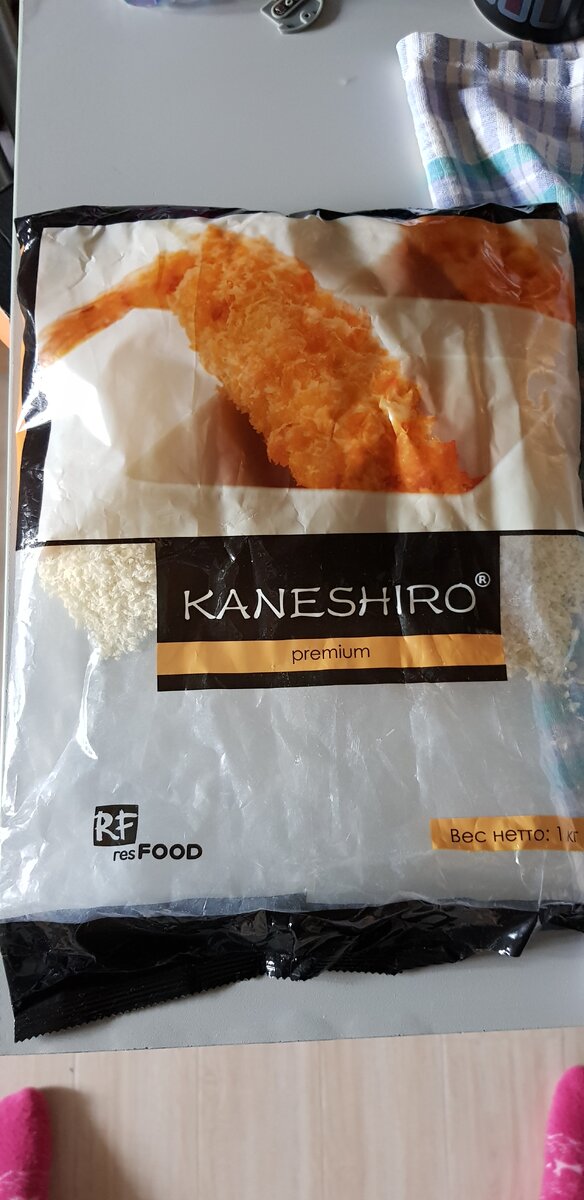 KANESHIRO®
premium
RF
resFOOD
Вес нетто: 1 кг